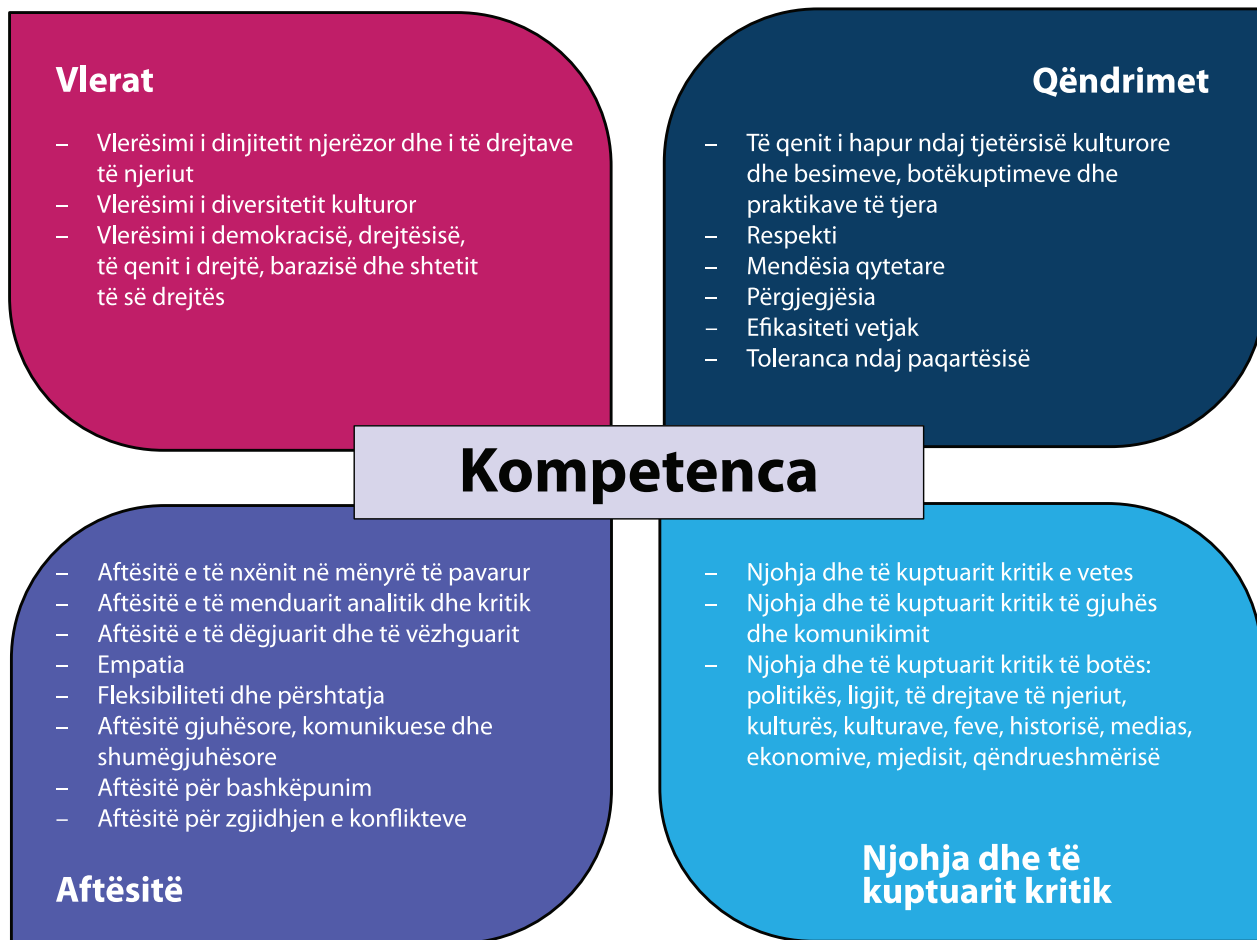 Vlerat
– Vlerësimi i dinjitetit njerëzor dhe i të drejtave
të njeriut
– Vlerësimi i diversitetit kulturor
– Vlerësimi i demokracisë, drejtësisë,
të qenit i drejtë, barazisë dhe shtetit
të së drejtës
Qëndrimet
– Të qenit i hapur ndaj tjetërsisë kulturore
dhe besimeve, botëkuptimeve dhe
praktikave të tjera
– Respekti
– Mendësia qytetare
– Përgjegjësia
– Efikasiteti vetjak
– Toleranca ndaj paqartësisë
Kompetenca
– Aftësitë e të nxënit në mënyrë të pavarur
– Aftësitë e të menduarit analitik dhe kritik
– Aftësitë e të dëgjuarit dhe të vëzhguarit
– Empatia
– Fleksibiliteti dhe përshtatja
– Aftësitë gjuhësore, komunikuese dhe
shumëgjuhësore
– Aftësitë për bashkëpunim
– Aftësitë për zgjidhjen e konflikteve
Aftësitë
– Njohja dhe të kuptuarit kritik e vetes
– Njohja dhe të kuptuarit kritik të gjuhës
dhe komunikimit
– Njohja dhe të kuptuarit kritik të botës:
politikës, ligjit, të drejtave të njeriut,
kulturës, kulturave, feve, historisë, medias,
ekonomive, mjedisit, qëndrueshmërisë
Njohja dhe të
kuptuarit kritik